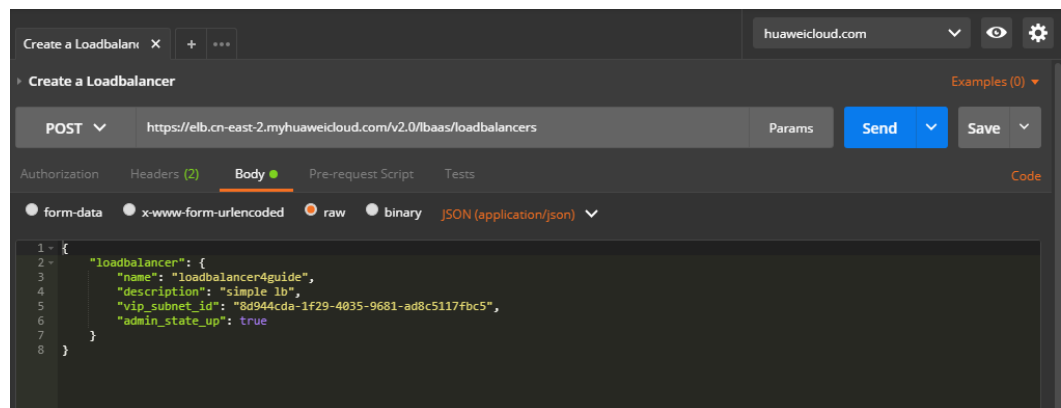 Create a Loadbalanc
huaweicloud.com
Create a Loadbalancer
Examples (0)
POST
https://elb.cn-east-2.myhuaweicloud.com/v2.0/lbaas/loadbalancers
Params
Send
Save
Authorization Headers (2) Body Pre-request Script Tests Code
form-data x-www-form-urlencoded raw binary JSON (application/json)
1 {
2 "loadbalancer": {
3 "name": "loadbalancer4guide",
4 "description": "simple lb",
5 "vip_subnet_id": "8d944cda-1f29-4035-9681-ad8c5117fbc5",
6 "admin_state_up": true
7 }
8 }